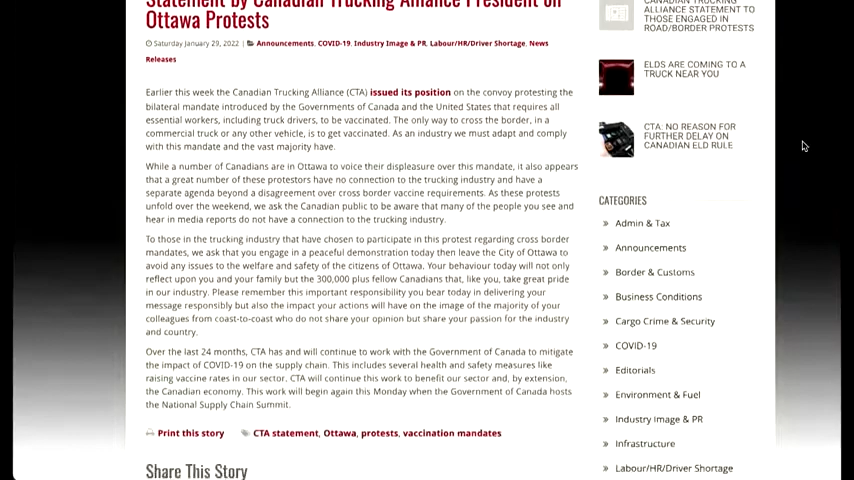 Statement by Canadian Trucking Alliance President on
Ottawa Protests
Saturday January 29, 2022 | Announcements, COVID-19, Industry Image & PR, Labour/HR/Driver Shortage, News
Releases
Earlier this week the Canadian Trucking Alliance (CTA) issued its position on the convoy protesting the
bilateral mandate introduced by the Governments of Canada and the United States that requires all
essential workers, including truck drivers, to be vaccinated. The only way to cross the border, in a
commercial truck or any other vehicle, is to get vaccinated. As an industry we must adapt and comply
with this mandate and the vast majority have.
While a number of Canadians are in Ottawa to voice their displeasure over this mandate, it also appears
that a great number of these protestors have no connection to the trucking industry and have a
separate agenda beyond a disagreement over cross border vaccine requirements. As these protests
unfold over the weekend, we ask the Canadian public to be aware that many of the people you see and
hear in media reports do not have a connection to the trucking industry.
To those in the trucking industry that have chosen to participate in this protest regarding cross border
mandates, we ask that you engage in a peaceful demonstration today then leave the City of Ottawa to
avoid any issues to the welfare and safety of the citizens of Ottawa. Your behaviour today will not only
reflect upon you and your family but the 300,000 plus fellow Canadians that, like you, take great pride
in our industry. Please remember this important responsibility you bear today in delivering your
message responsibly but also the impact your actions will have on the image of the majority of your
colleagues from coast-to-coast who do not share your opinion but share your passion for the industry
and country.
Over the last 24 months, CTA has and will continue to work with the Government of Canada to mitigate
the impact of COVID-19 on the supply chain. This includes several health and safety measures like
raising vaccine rates in our sector. CTA will continue this work to benefit our sector and, by extension,
the Canadian economy. This work will begin again this Monday when the Government of Canada hosts
the National Supply Chain Summit.
Print this story CTA statement, Ottawa, protests, vaccination mandates
Share This Story
CANADIAN TRUCKING
ALLIANCE STATEMENT TO
THOSE ENGAGED IN
ROAD/BORDER PROTESTS
ELDS ARE COMING TO A
TRUCK NEAR YOU
CTA: NO REASON FOR
FURTHER DELAY ON
CANADIAN ELD RULE
CATEGORIES
» Admin & Tax
» Announcements
» Border & Customs
» Business Conditions
» Cargo Crime & Security
» COVID-19
» Editorials
» Environment & Fuel
» Industry Image & PR
» Infrastructure
» Labour/HR/Driver Shortage